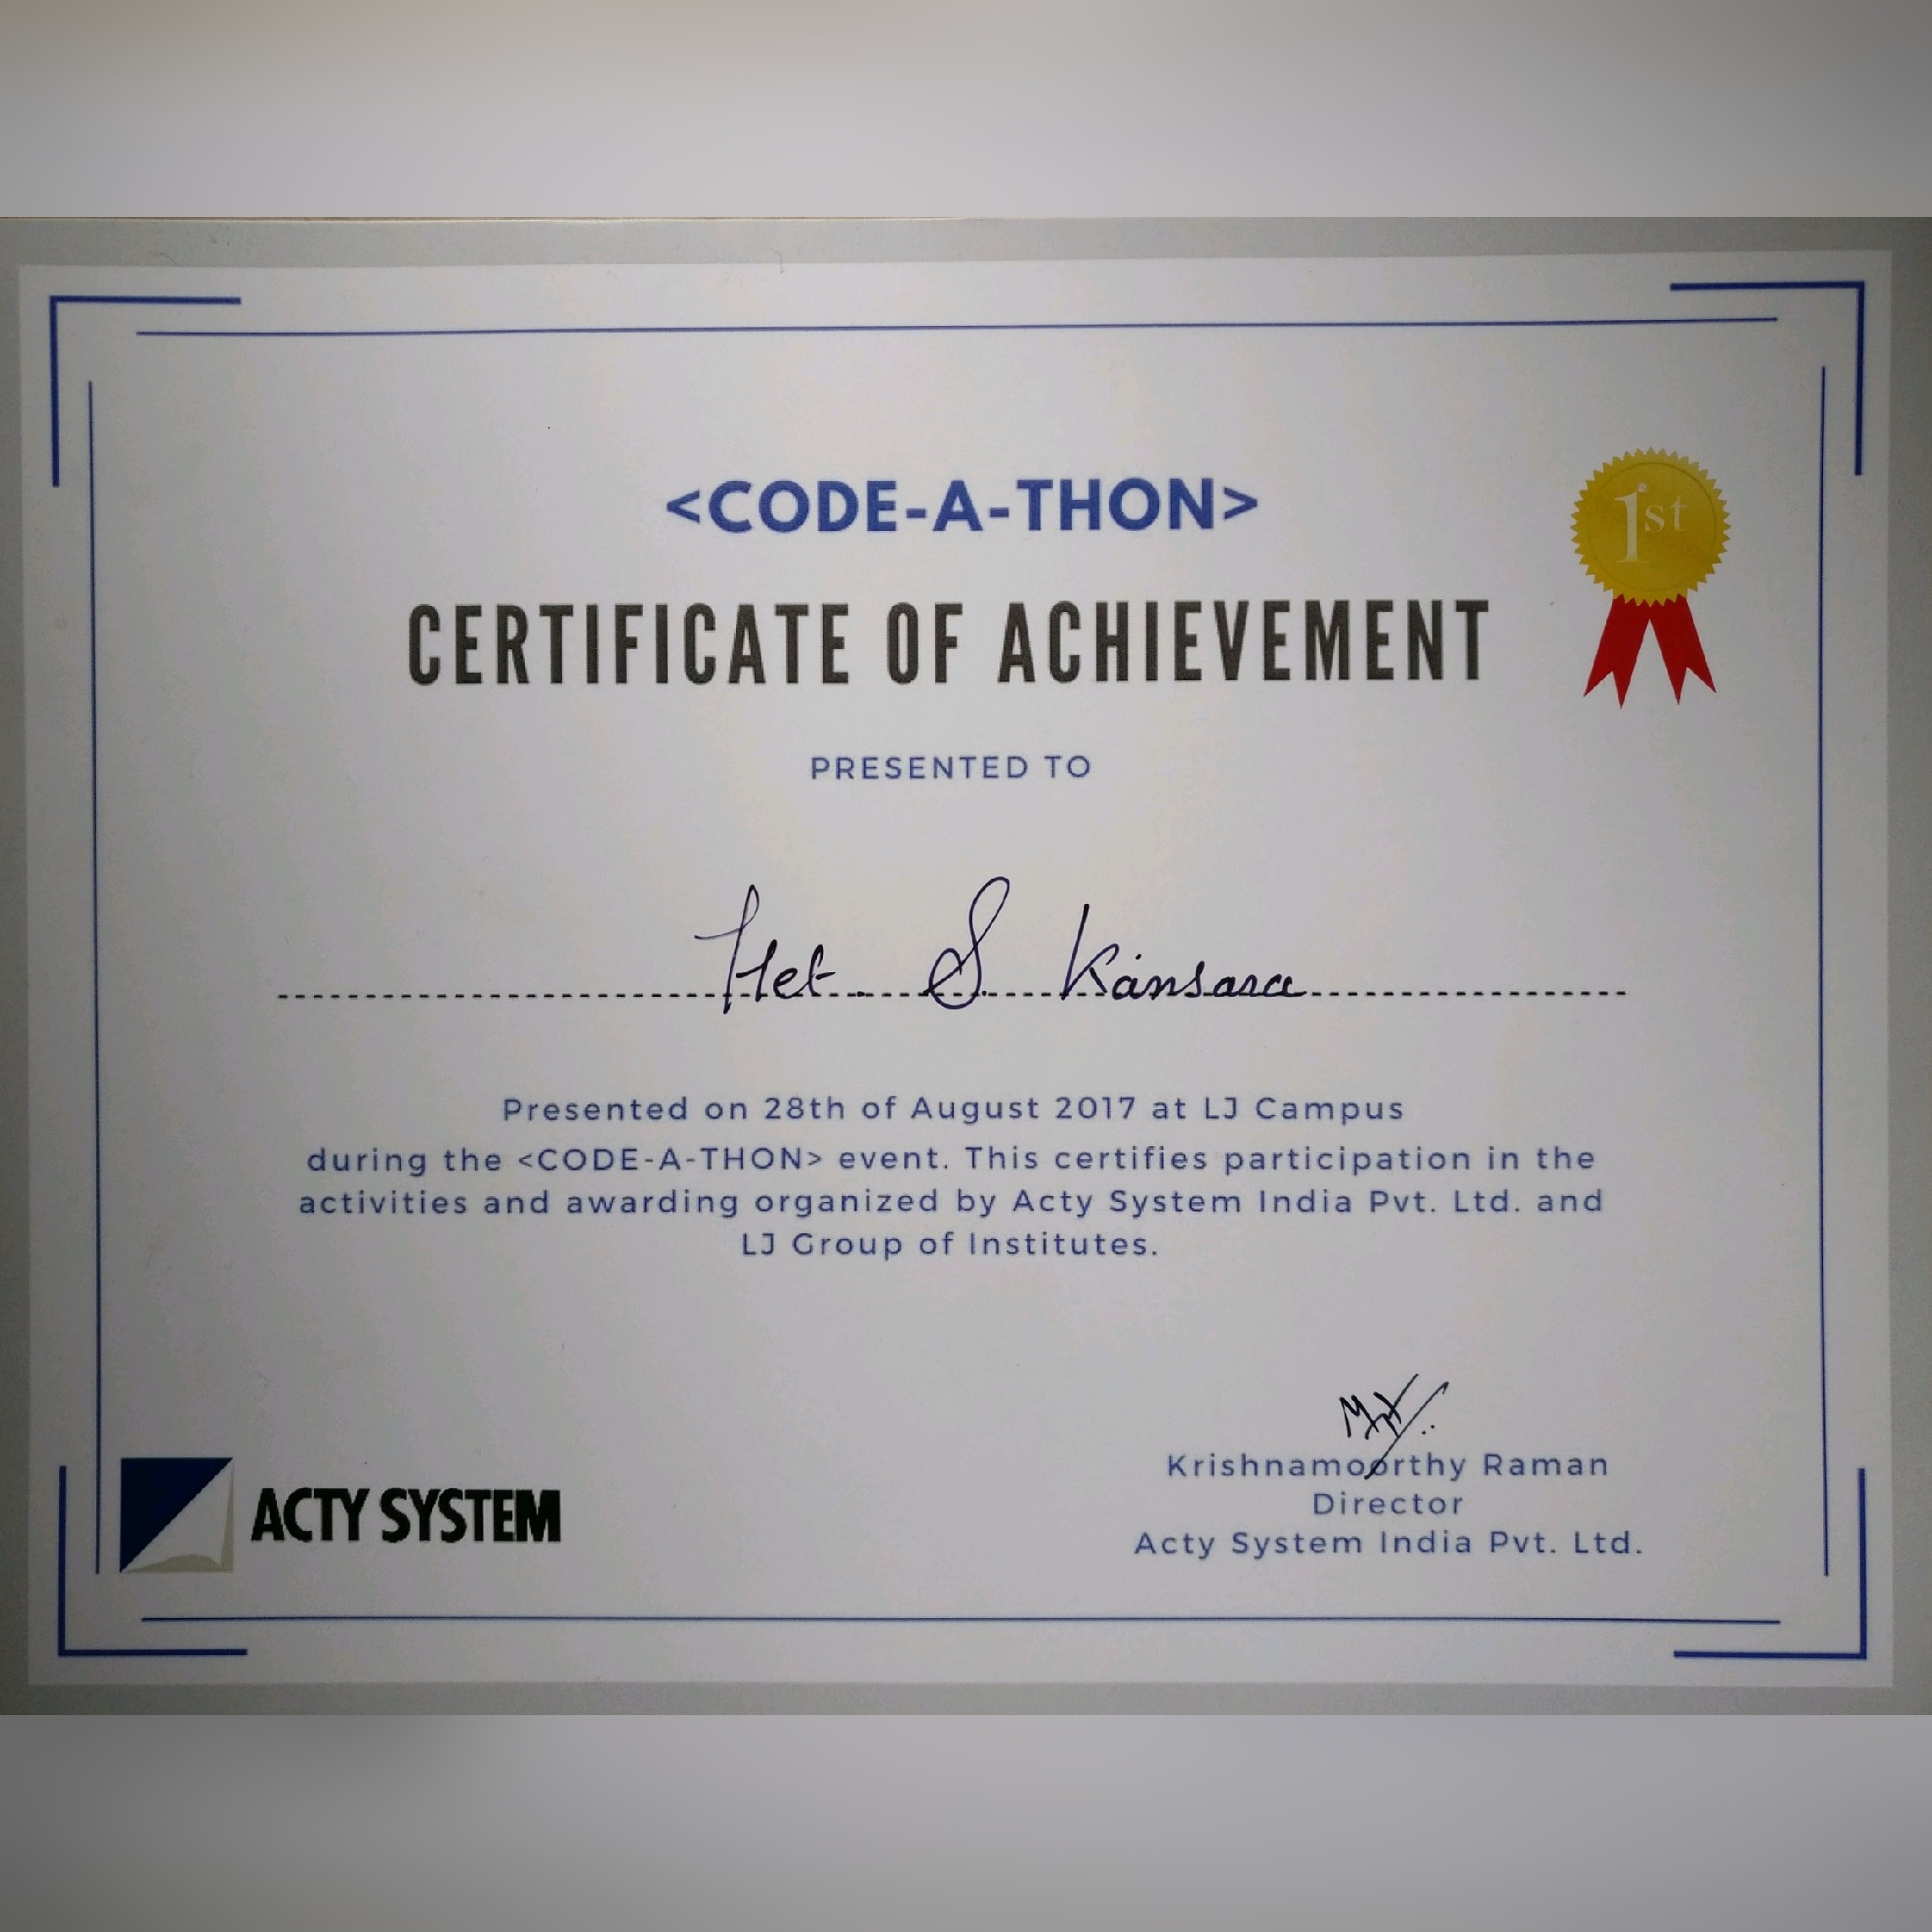 <CODE-A-THON>
1st
CERTIFICATE OF ACHIEVEMENT
PRESENTED TO
Het. S. Kansara
Presented on 28th of August 2017 at LJ Campus
during the <CODE-A-THON> event. This certifies participation in the
activities and awarding organized by Acty System India Pvt. Ltd. and
LJ Group of Institutes.
Krishnamoorthy Raman
Director
Acty System India Pvt. Ltd.
ACTY SYSTEM